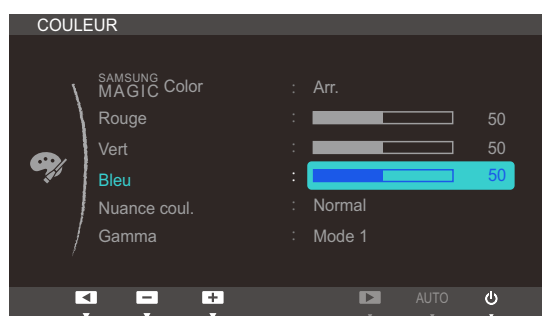 COULEUR
SAMSUNG MAGIC Color : Arr.
Rouge : 50
Vert : 50
Bleu : 50
Nuance coul. : Normal
Gamma : Mode 1
AUTO